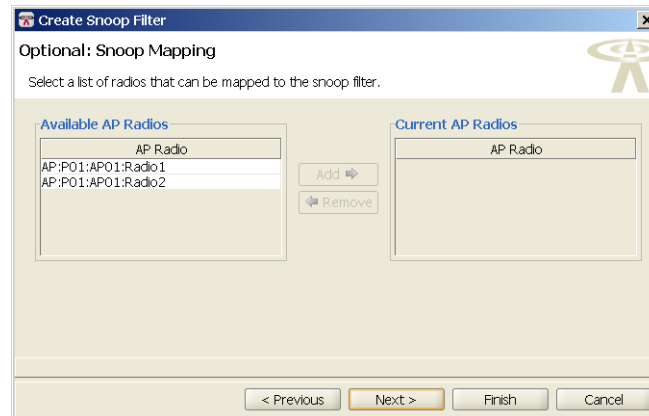 Create Snoop Filter
Optional: Snoop Mapping
Select a list of radios that can be mapped to the snoop filter.
Available AP Radios
AP Radio
AP:P01:AP01:Radio1
AP:P01:AP01:Radio2
Add
Remove
Current AP Radios
AP Radio
< Previous
Next >
Finish
Cancel